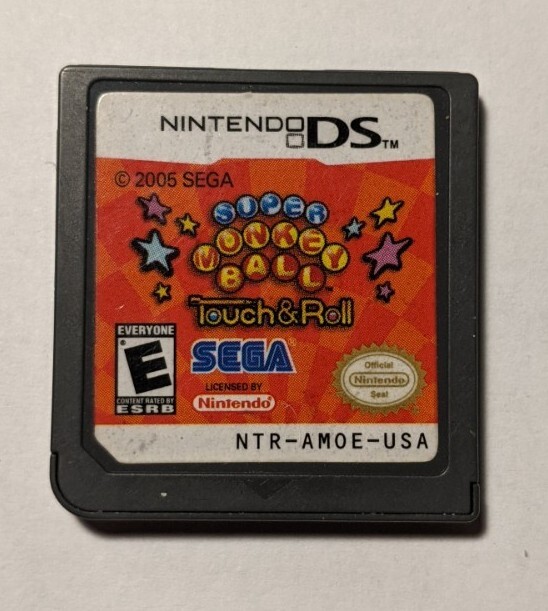 NINTENDO DS™
© 2005 SEGA
SUPER
MONKEY
BALL™
Touch & Roll
EVERYONE
E
CONTENT RATED BY
ESRB
SEGA®
LICENSED BY
Nintendo®
Official
Nintendo
Seal
NTR-AMOE-USA